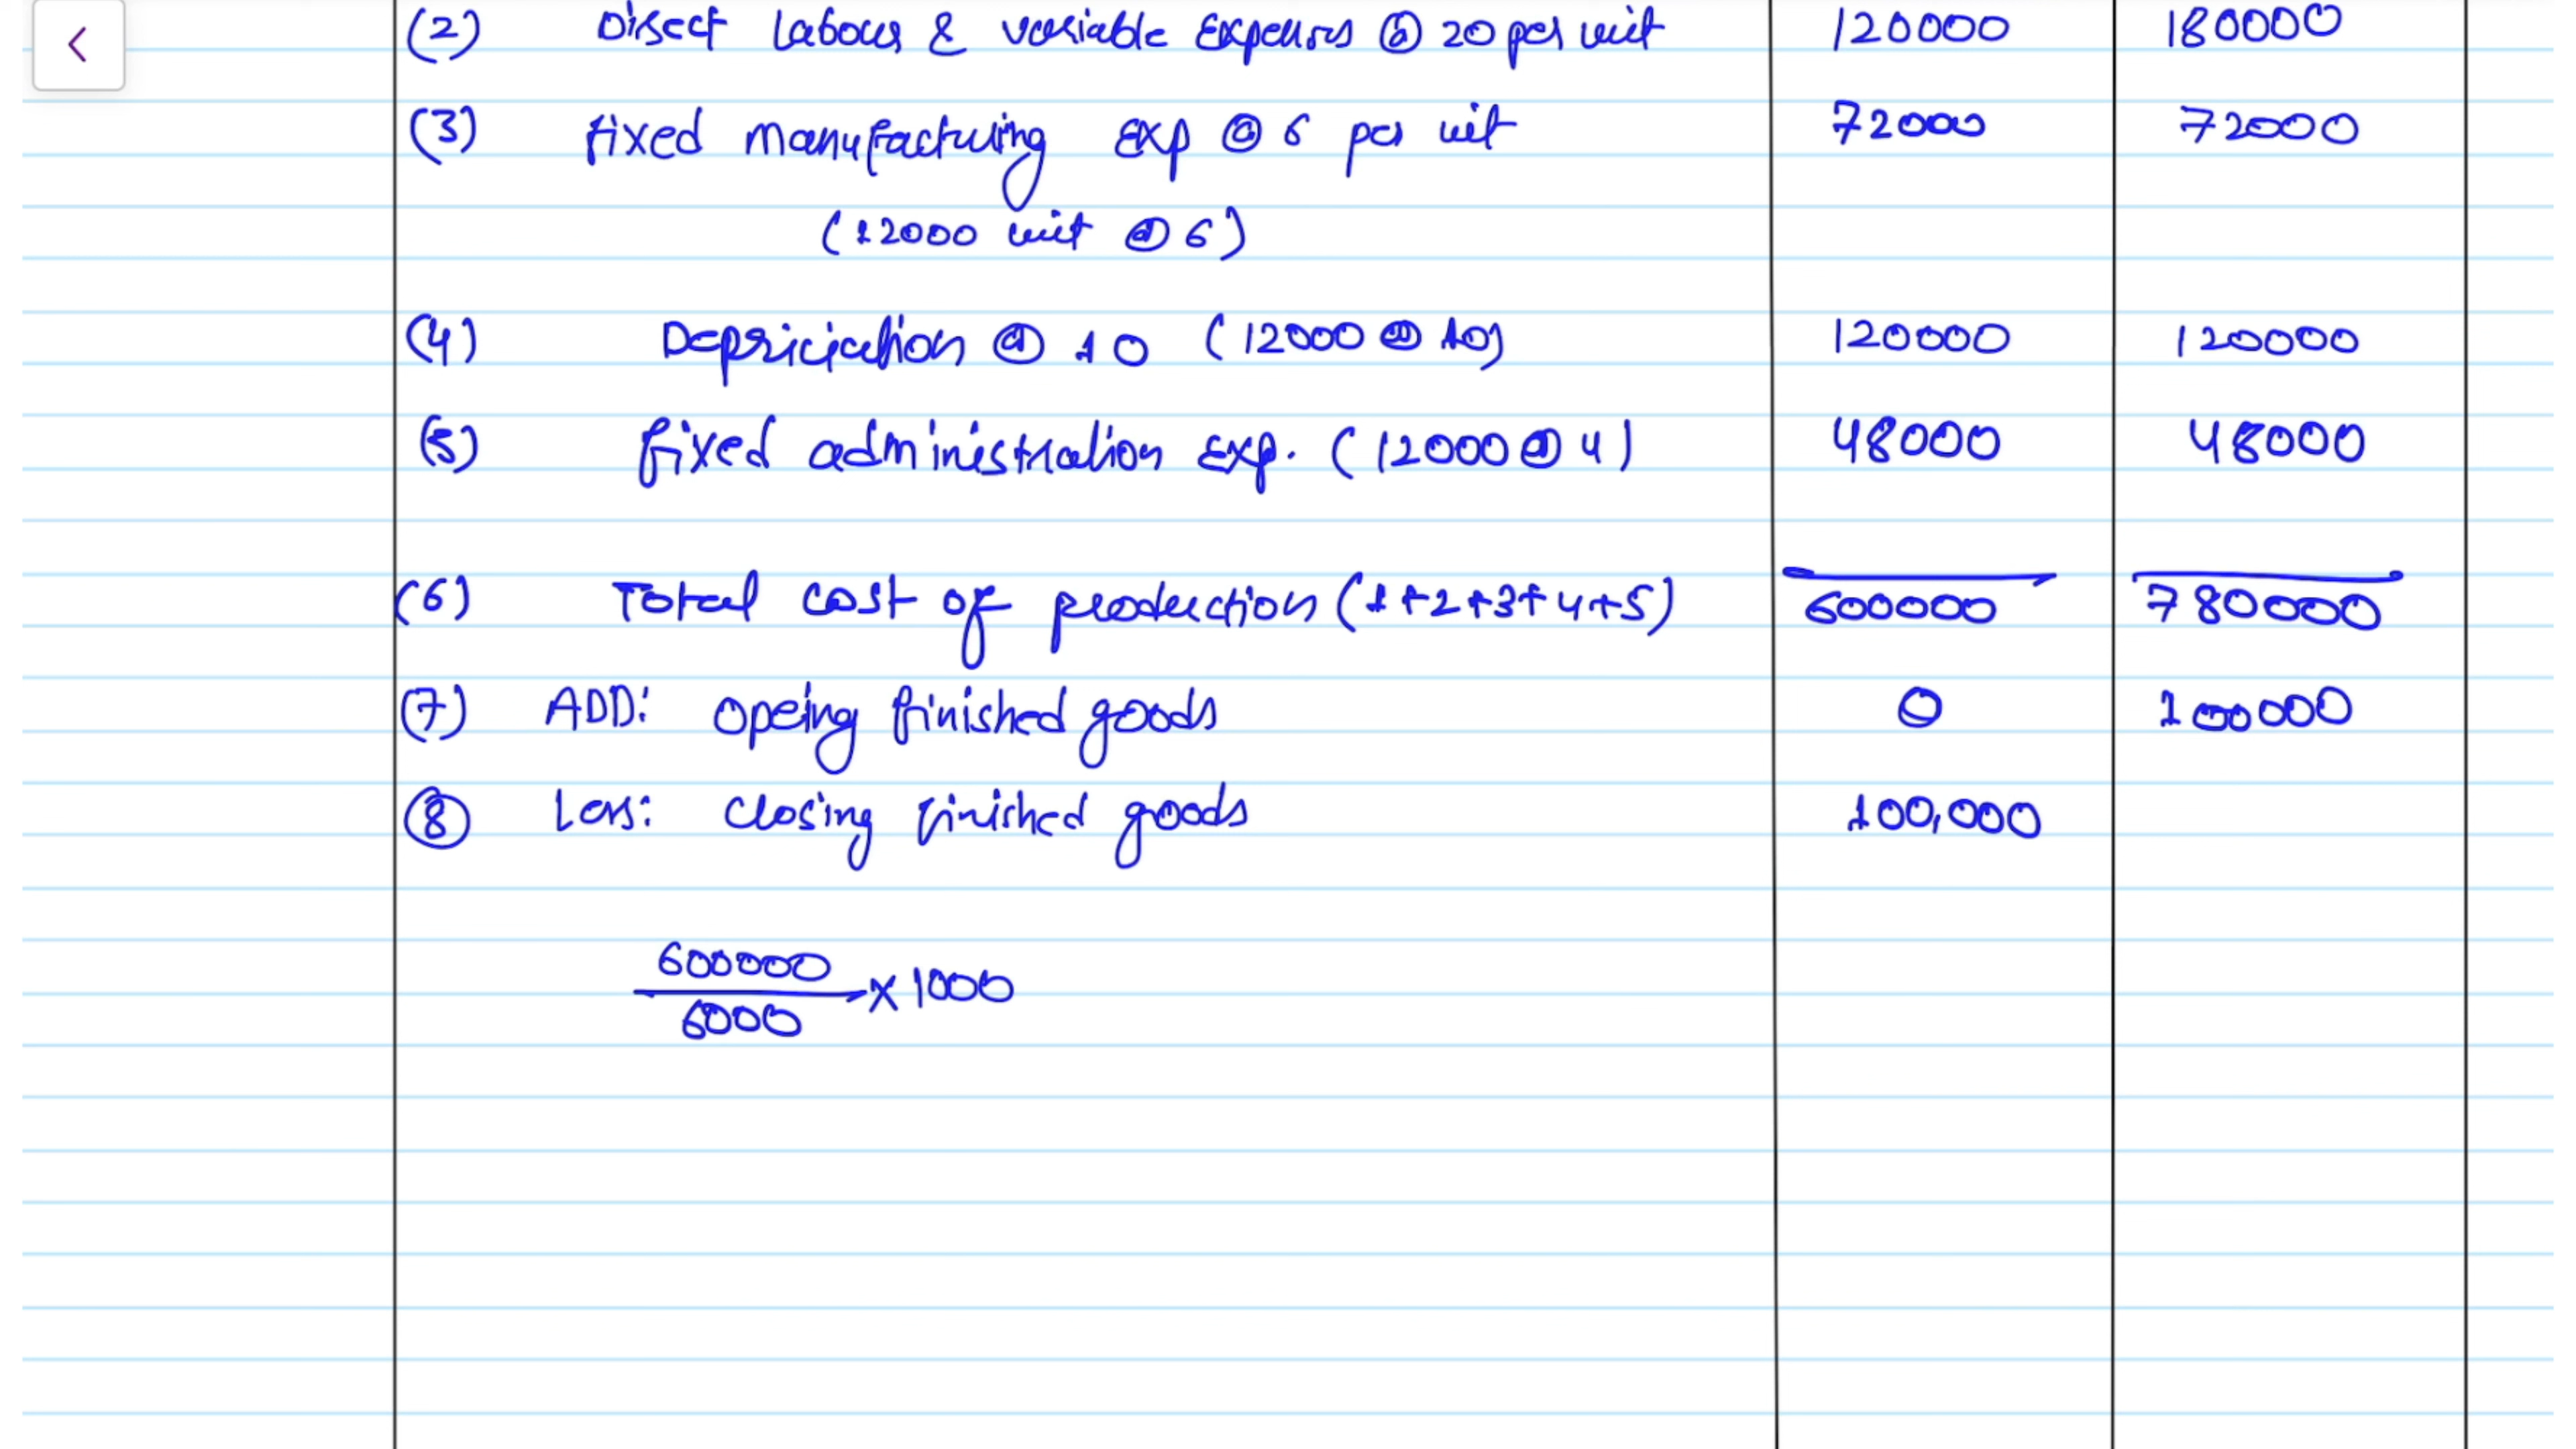 (2) Direct labour & variable Expenses @ 20 per unit 120000 180000
(3) fixed manufacturing Exp @ 6 per unit 72000 72000
(12000 unit @ 6)
(4) Depriciation @ 10 (12000 @ 10) 120000 120000
(5) fixed administration Exp. (12000 @ 4) 48000 48000
(6) Total cost of production (1+2+3+4+5) 600000 780000
(7) ADD: opeing finished goods 0 100000
(8) Less: closing finished goods 100,000
600000
6000 × 1000